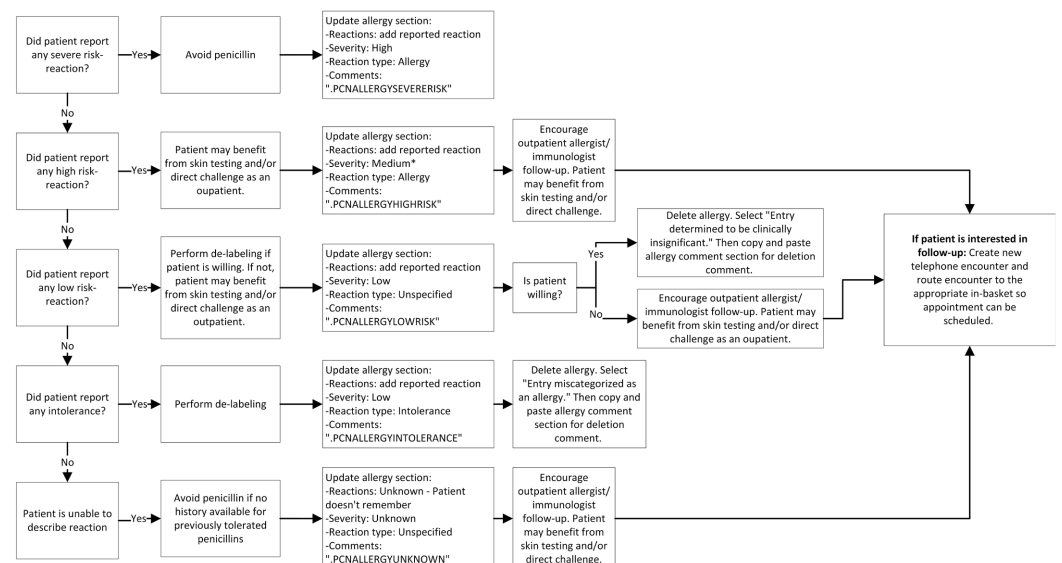 Did patient report
any severe risk-
reaction?
Yes
Avoid penicillin
Update allergy section:
-Reactions: add reported reaction
-Severity: High
-Reaction type: Allergy
-Comments:
".PCNALLERGYSEVERERISK"
No
Did patient report
any high risk-
reaction?
Yes
Patient may benefit
from skin testing and/or
direct challenge as an
oupatient.
Update allergy section:
-Reactions: add reported reaction
-Severity: Medium*
-Reaction type: Allergy
-Comments:
".PCNALLERGYHIGHRISK"
Encourage
outpatient allergist/
immunologist
follow-up. Patient
may benefit from
skin testing and/or
direct challenge.
No
Did patient report
any low risk-
reaction?
Yes
Perform de-labeling if
patient is willing. If not,
patient may benefit
from skin testing and/or
direct challenge as an
outpatient.
Update allergy section:
-Reactions: add reported reaction
-Severity: Low
-Reaction type: Unspecified
-Comments:
".PCNALLERGYLOWRISK"
Is patient
willing?
Yes
Delete allergy. Select "Entry
determined to be clinically
insignificant." Then copy and paste
allergy comment section for deletion
comment.
No
Encourage outpatient allergist/
immunologist follow-up. Patient may
benefit from skin testing and/or direct
challenge as an oupatient.
If patient is interested in
follow-up: Create new
telephone encounter and
route encounter to the
appropriate in-basket so
appointment can be
scheduled.
No
Did patient report
any intolerance?
Yes
Perform de-labeling
Update allergy section:
-Reactions: add reported reaction
-Severity: Low
-Reaction type: Intolerance
-Comments:
".PCNALLERGYINTOLERANCE"
Delete allergy. Select
"Entry miscategorized as
an allergy." Then copy and
paste allergy comment
section for deletion
comment.
No
Patient is unable to
describe reaction
Yes
Avoid penicillin if no
history available for
previously tolerated
penicillins
Update allergy section:
-Reactions: Unknown - Patient
doesn't remember
-Severity: Unknown
-Reaction type: Unspecified
-Comments:
".PCNALLERGYUNKNOWN"
Encourage
outpatient allergist/
immunologist
follow-up. Patient
may benefit from
skin testing and/or
direct challenge.